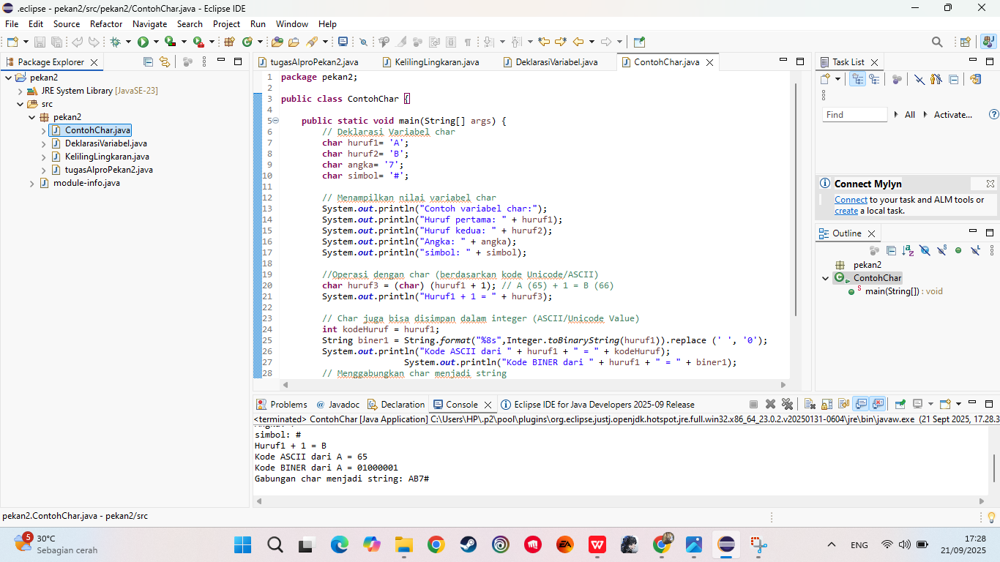 .eclipse - pekan2/src/pekan2/ContohChar.java - Eclipse IDE
File Edit Source Refactor Navigate Search Project Run Window Help
Package Explorer
pekan2
JRE System Library [JavaSE-23]
src
pekan2
ContohChar.java
DeklarasiVariabel.java
KelilingLingkaran.java
tugasAlproPekan2.java
module-info.java
tugasAlproPekan2.java KelilingLingkaran.java DeklarasiVariabel.java ContohChar.java
1 package pekan2;
2
3 public class ContohChar {
4
5 public static void main(String[] args) {
6 // Deklarasi Variabel char
7 char huruf1= 'A';
8 char huruf2= 'B';
9 char angka= '7';
10 char simbol= '#';
11
12 // Menampilkan nilai variabel char
13 System.out.println("Contoh variabel char:");
14 System.out.println("Huruf pertama: " + huruf1);
15 System.out.println("Huruf kedua: " + huruf2);
16 System.out.println("Angka: " + angka);
17 System.out.println("simbol: " + simbol);
18
19 //Operasi dengan char (berdasarkan kode Unicode/ASCII)
20 char huruf3 = (char) (huruf1 + 1); // A (65) + 1 = B (66)
21 System.out.println("Huruf1 + 1 = " + huruf3);
22
23 // Char juga bisa disimpan dalam integer (ASCII/Unicode Value)
24 int kodeHuruf = huruf1;
25 String biner1 = String.format("%8s",Integer.toBinaryString(huruf1)).replace (' ', '0');
26 System.out.println("Kode ASCII dari " + huruf1 + " = " + kodeHuruf);
27 System.out.println("Kode BINER dari " + huruf1 + " = " + biner1);
28 // Menggabungkan char menjadi string
Task List
Find All Activate...
Connect Mylyn
Connect to your task and ALM tools or
create a local task.
Outline
pekan2
ContohChar
main(String[]) : void
Problems Javadoc Declaration Console Eclipse IDE for Java Developers 2025-09 Release
<terminated> ContohChar [Java Application] C:\Users\HP\.p2\pool\plugins\org.eclipse.justj.openjdk.hotspot.jre.full.win32.x86_64_23.0.2.v20250131-0604\jre\bin\javaw.exe (21 Sept 2025, 17.28.3
simbol: #
Huruf1 + 1 = B
Kode ASCII dari A = 65
Kode BINER dari A = 01000001
Gabungan char menjadi string: AB7#
pekan2.ContohChar.java - pekan2/src
5
30°C
Sebagian cerah
EA
ENG
17:28
21/09/2025